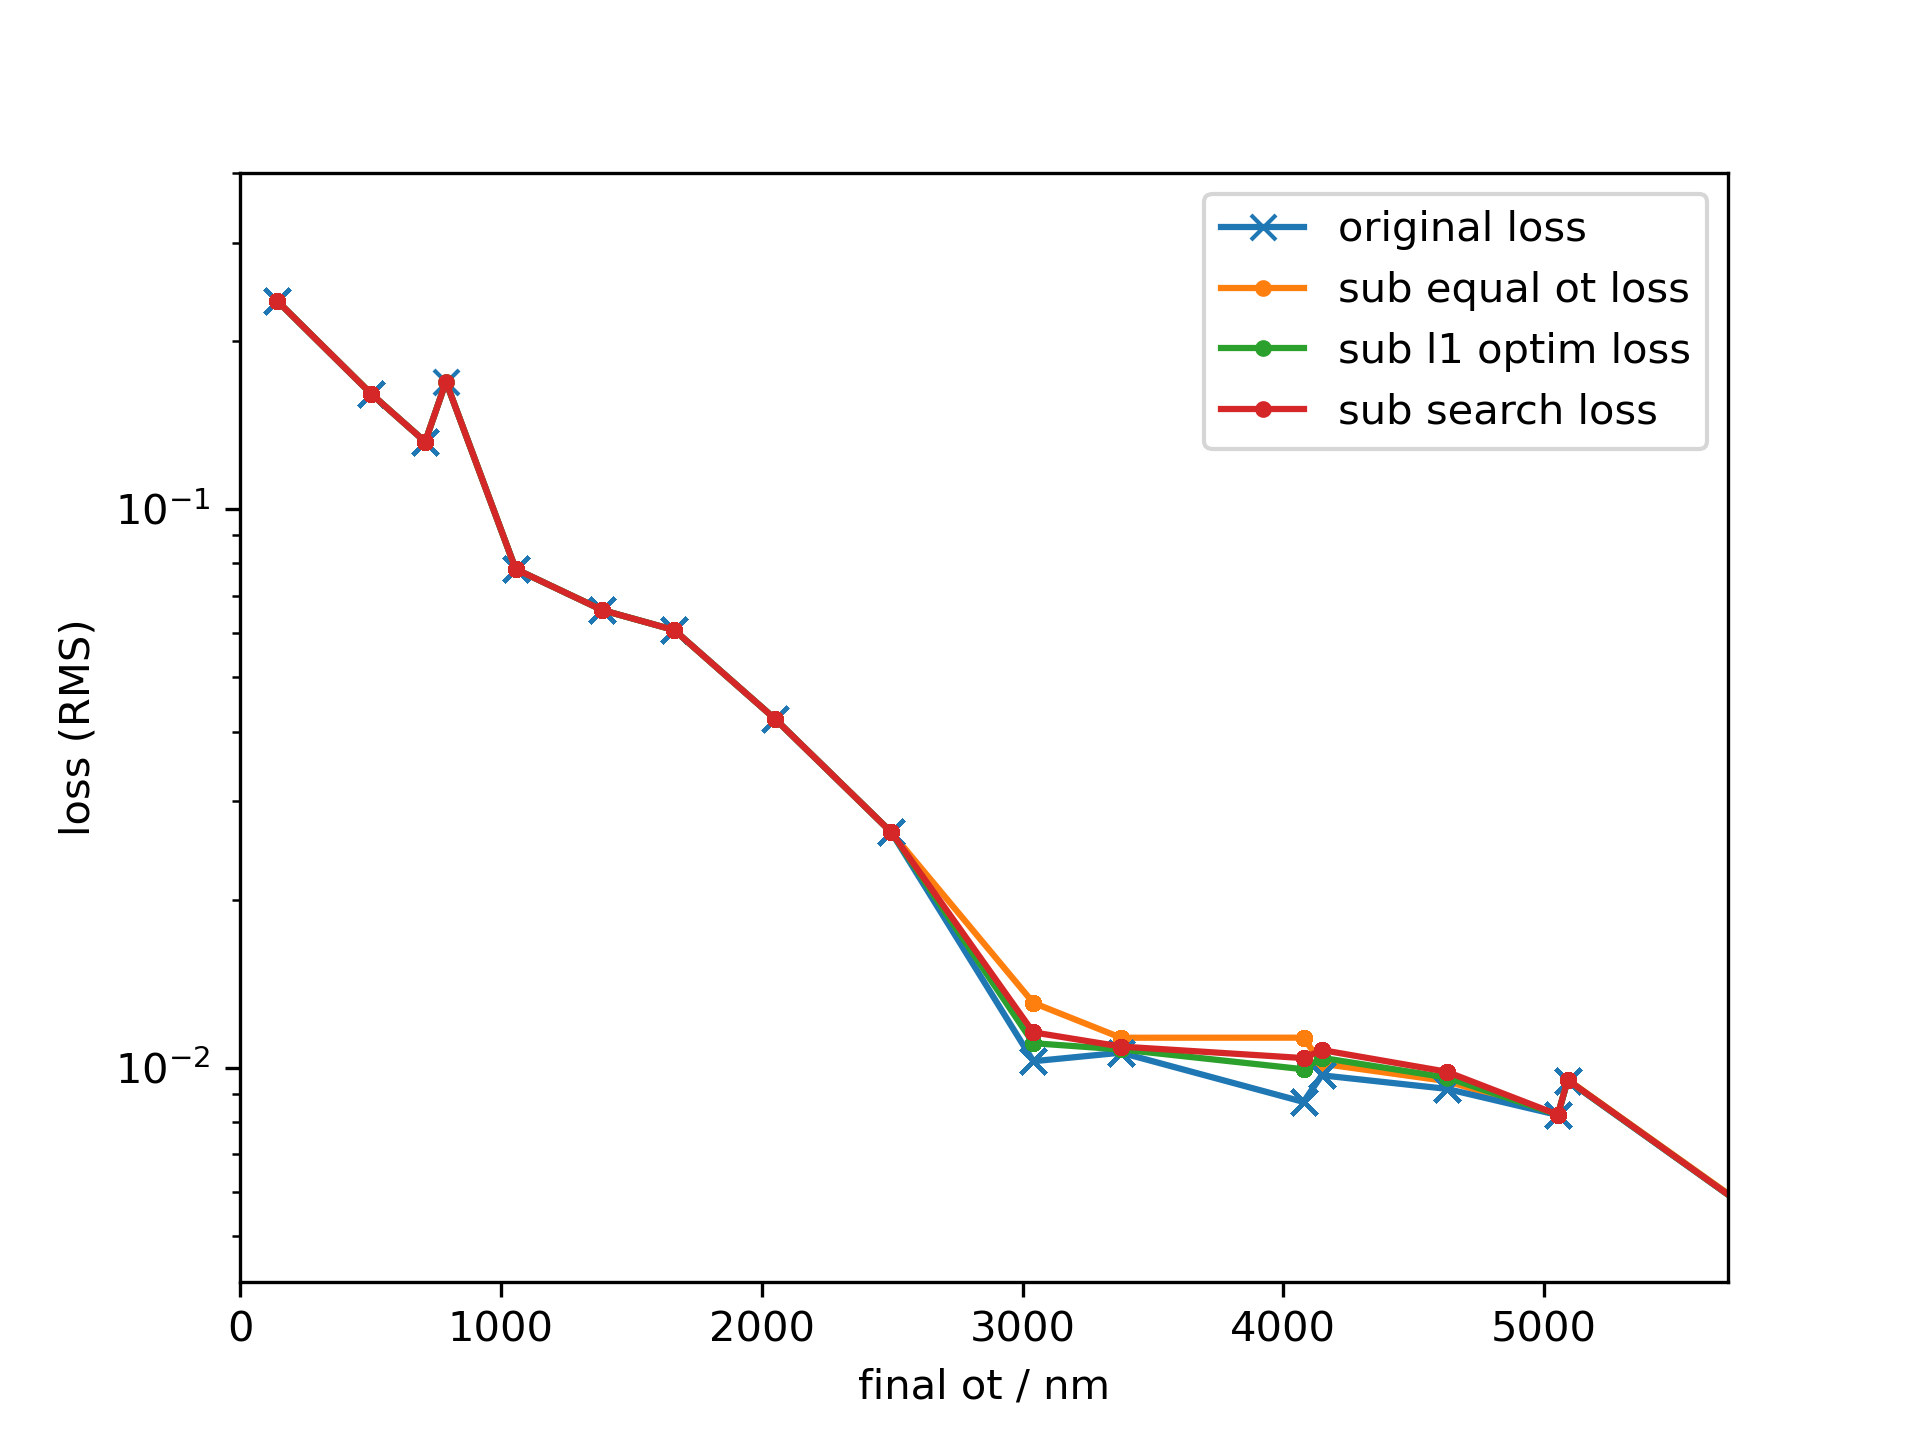 original loss
sub equal ot loss
sub l1 optim loss
sub search loss
10⁻¹
10⁻²
loss (RMS)
0 1000 2000 3000 4000 5000
final ot / nm